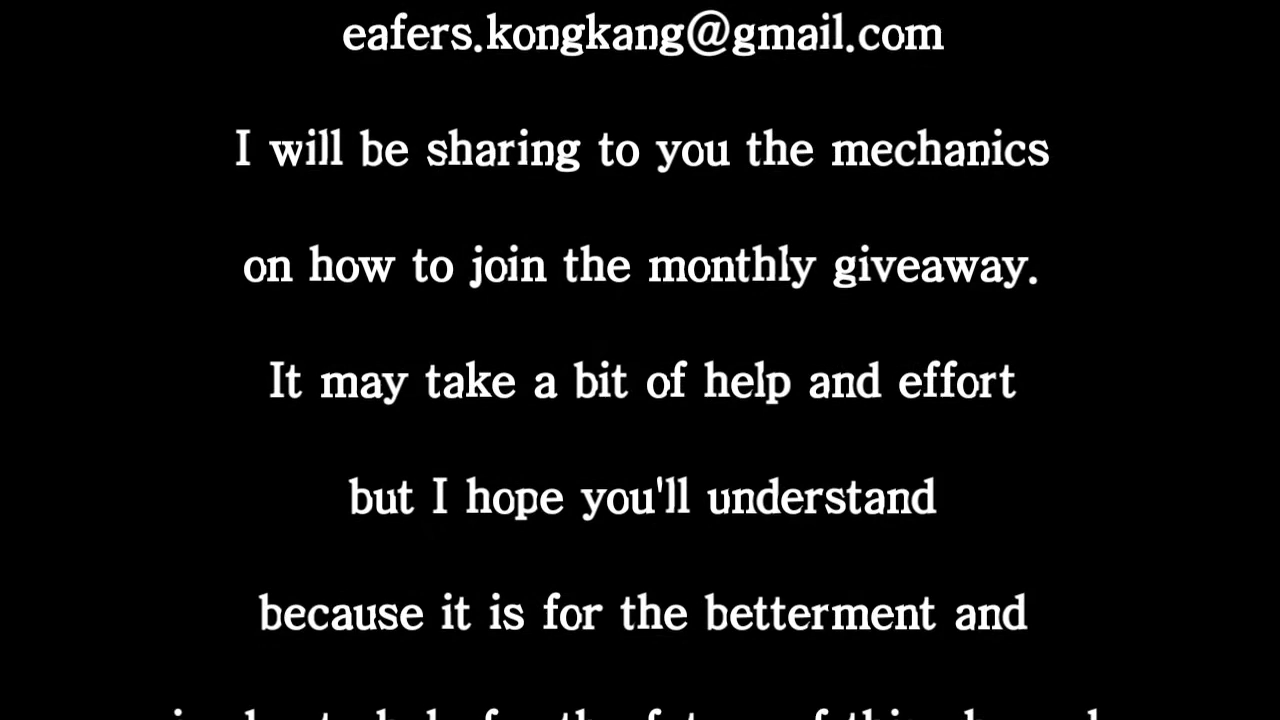 eafers.kongkang@gmail.com
I will be sharing to you the mechanics
on how to join the monthly giveaway.
It may take a bit of help and effort
but I hope you'll understand
because it is for the betterment and